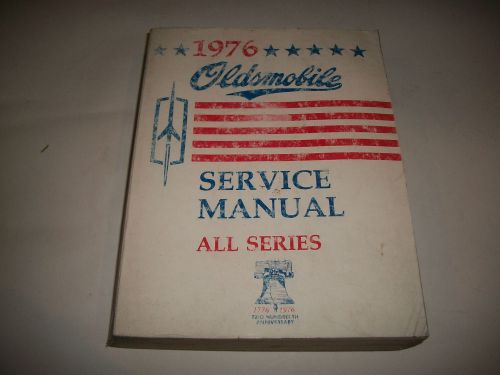 1976
Oldsmobile
SERVICE
MANUAL
ALL SERIES
1776 1976
TWO HUNDREDTH
ANNIVERSARY